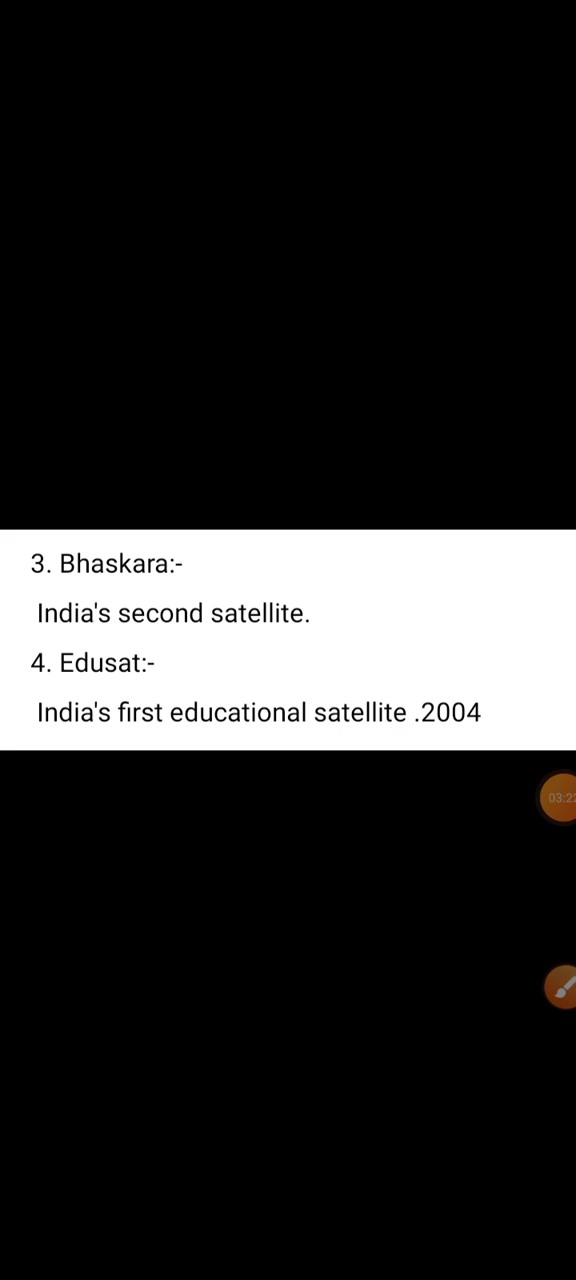 3. Bhaskara:-
India's second satellite.
4. Edusat:-
India's first educational satellite .2004